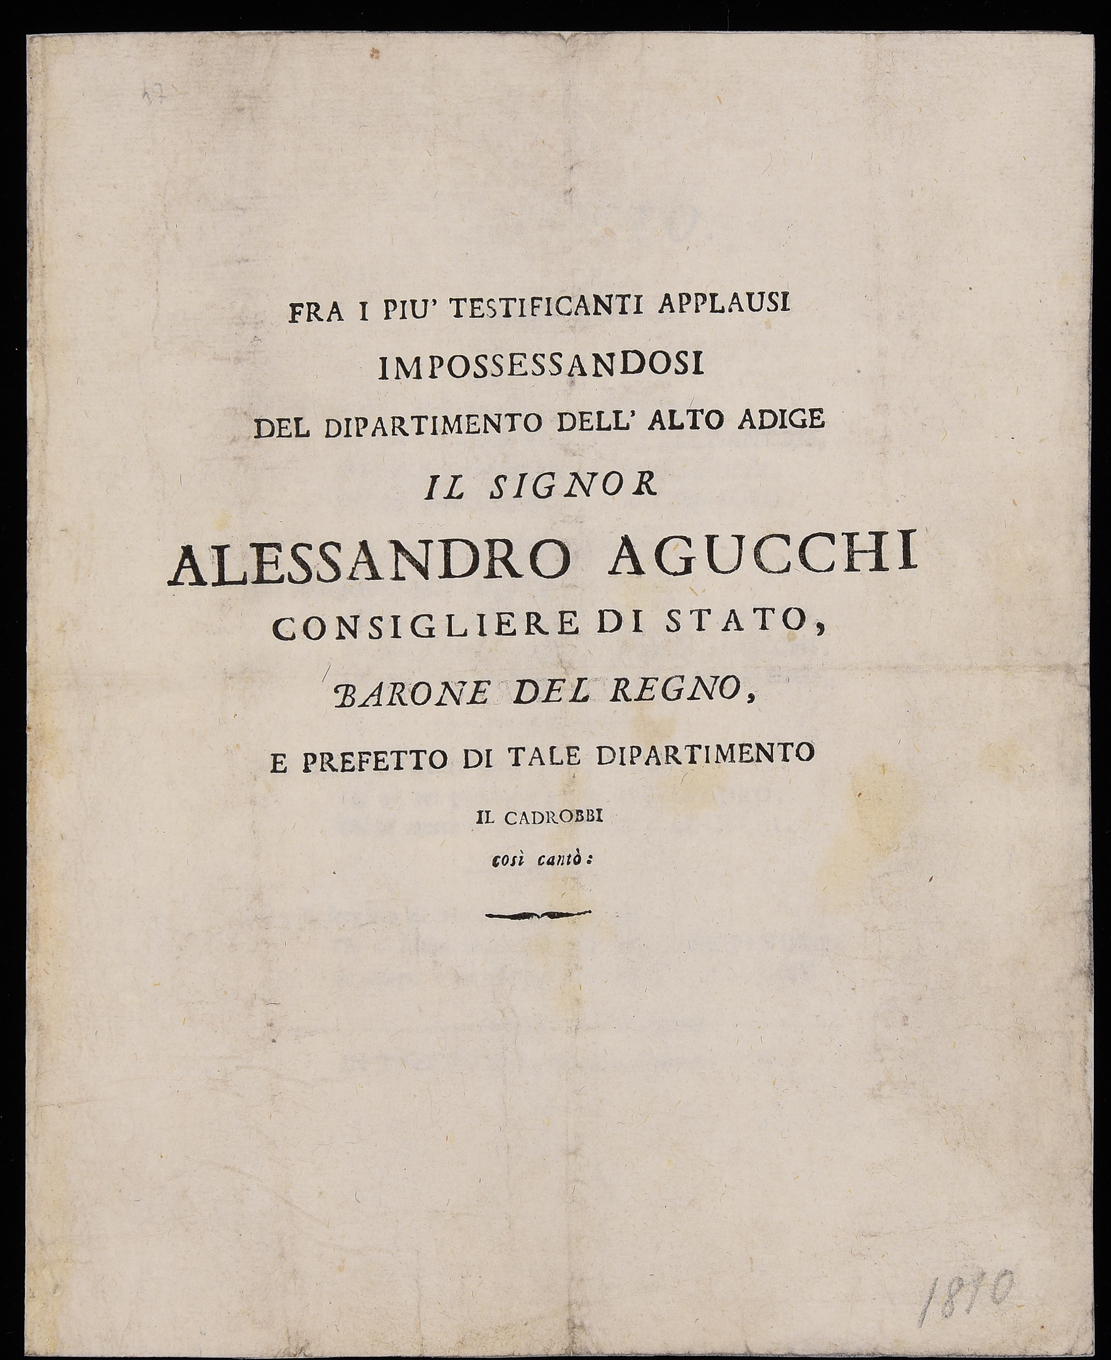 47
FRA I PIU' TESTIFICANTI APPLAUSI
IMPOSSESSANDOSI
DEL DIPARTIMENTO DELL' ALTO ADIGE
IL SIGNOR
ALESSANDRO AGUCCHI
CONSIGLIERE DI STATO,
BARONE DEL REGNO,
E PREFETTO DI TALE DIPARTIMENTO
IL CADROBBI
così cantò:
1810